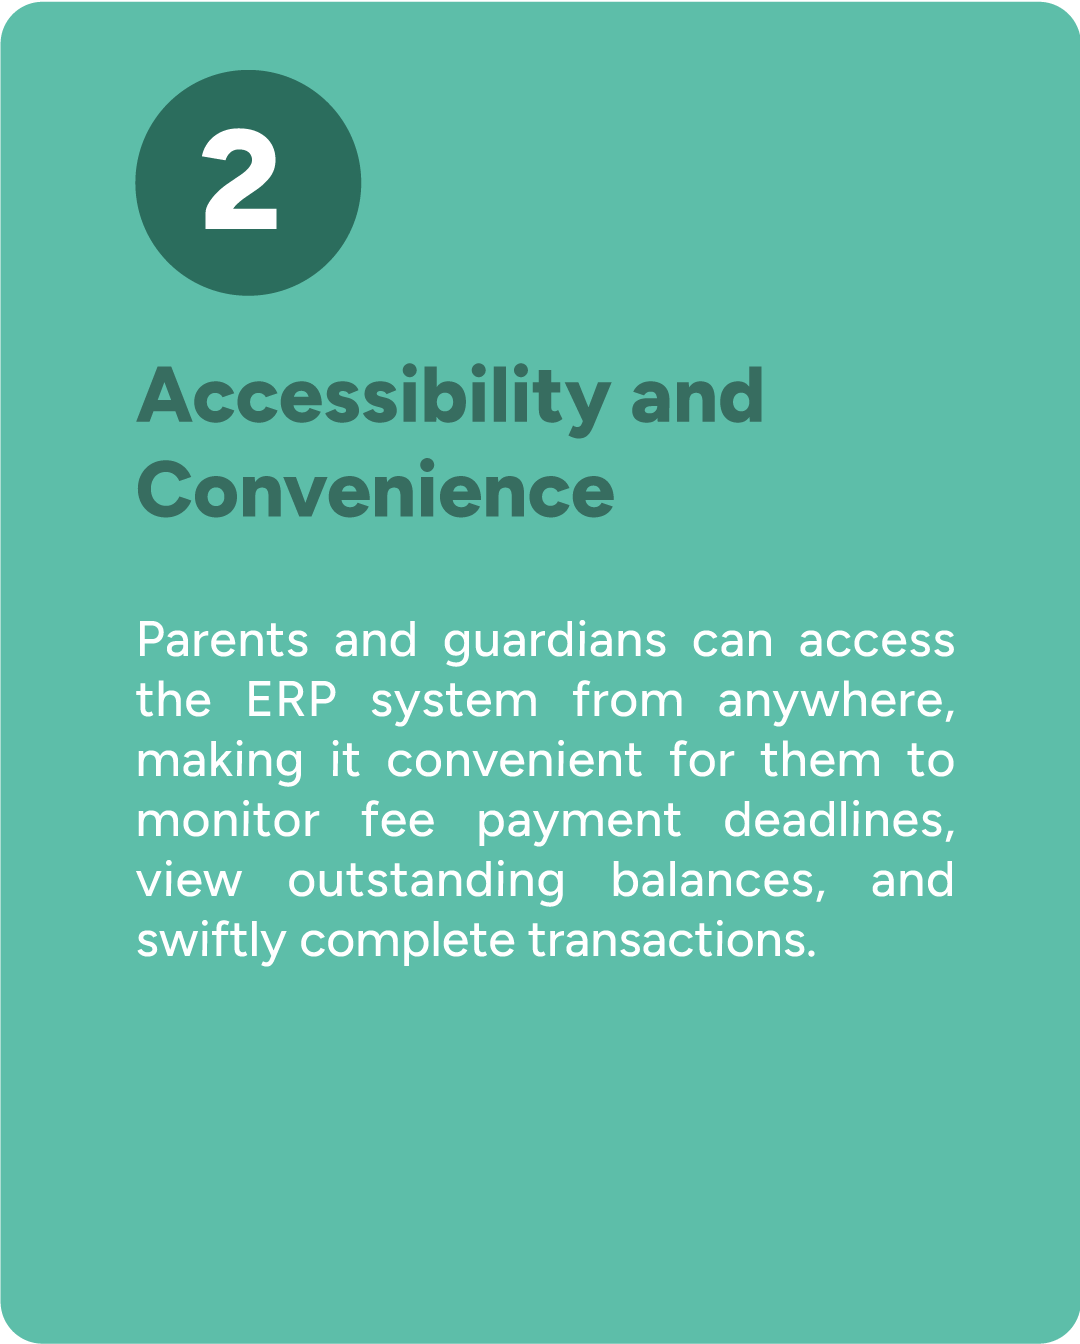 2
Accessibility and
Convenience
Parents and guardians can access
the ERP system from anywhere,
making it convenient for them to
monitor fee payment deadlines,
view outstanding balances, and
swiftly complete transactions.